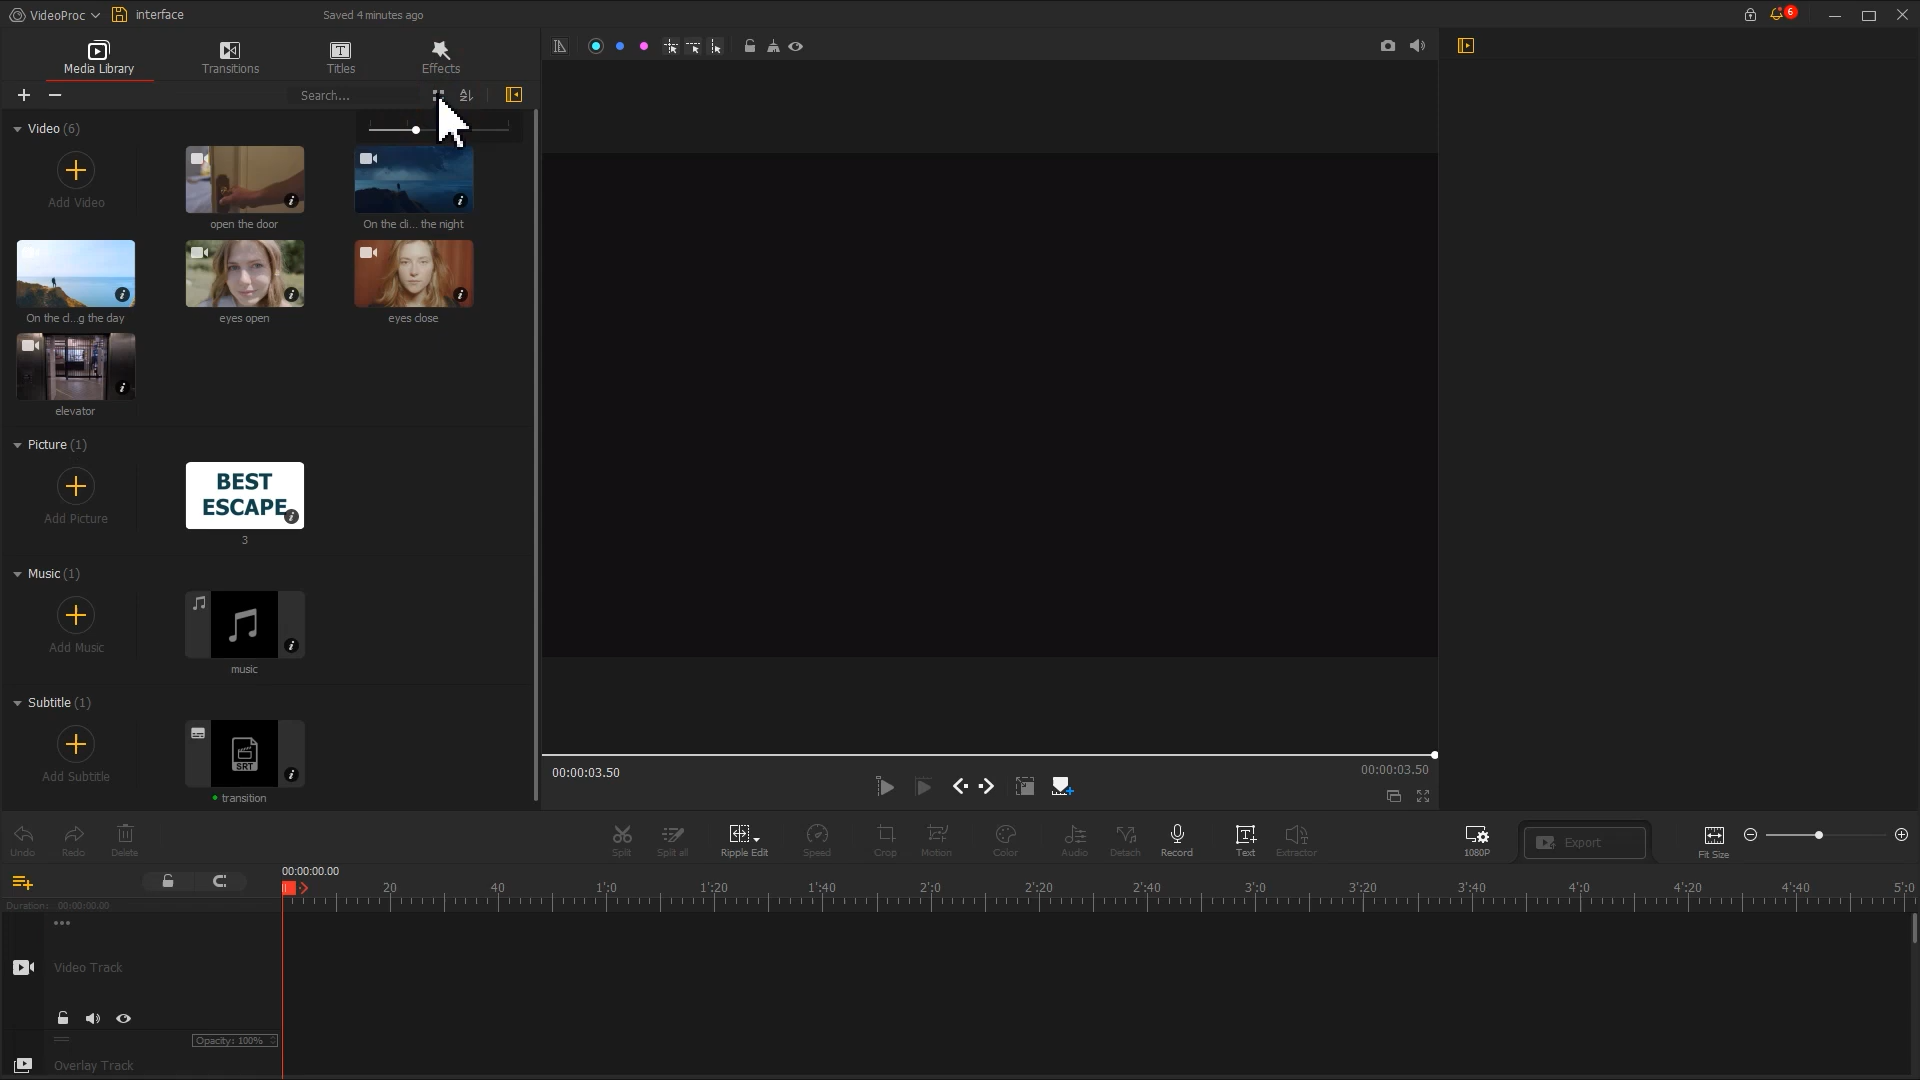 VideoProc
interface
Saved 4 minutes ago
6
Media Library
Transitions
Titles
Effects
Search...
Video (6)
Add Video
open the door
On the cli... the night
On the cl...g the day
eyes open
eyes close
elevator
Picture (1)
Add Picture
BEST
ESCAPE
3
Music (1)
Add Music
music
Subtitle (1)
Add Subtitle
SRT
transition
00:00:03.50
00:00:03.50
Undo
Redo
Delete
Split
Split all
Ripple Edit
Speed
Crop
Motion
Color
Audio
Detach
Record
Text
Extractor
1080P
Export
Fit Size
00:00:00.00
20
40
1':0
1':20
1':40
2':0
2':20
2':40
3':0
3':20
3':40
4':0
4':20
4':40
5':0
Duration: 00:00:00.00
Video Track
Opacity: 100%
Overlay Track